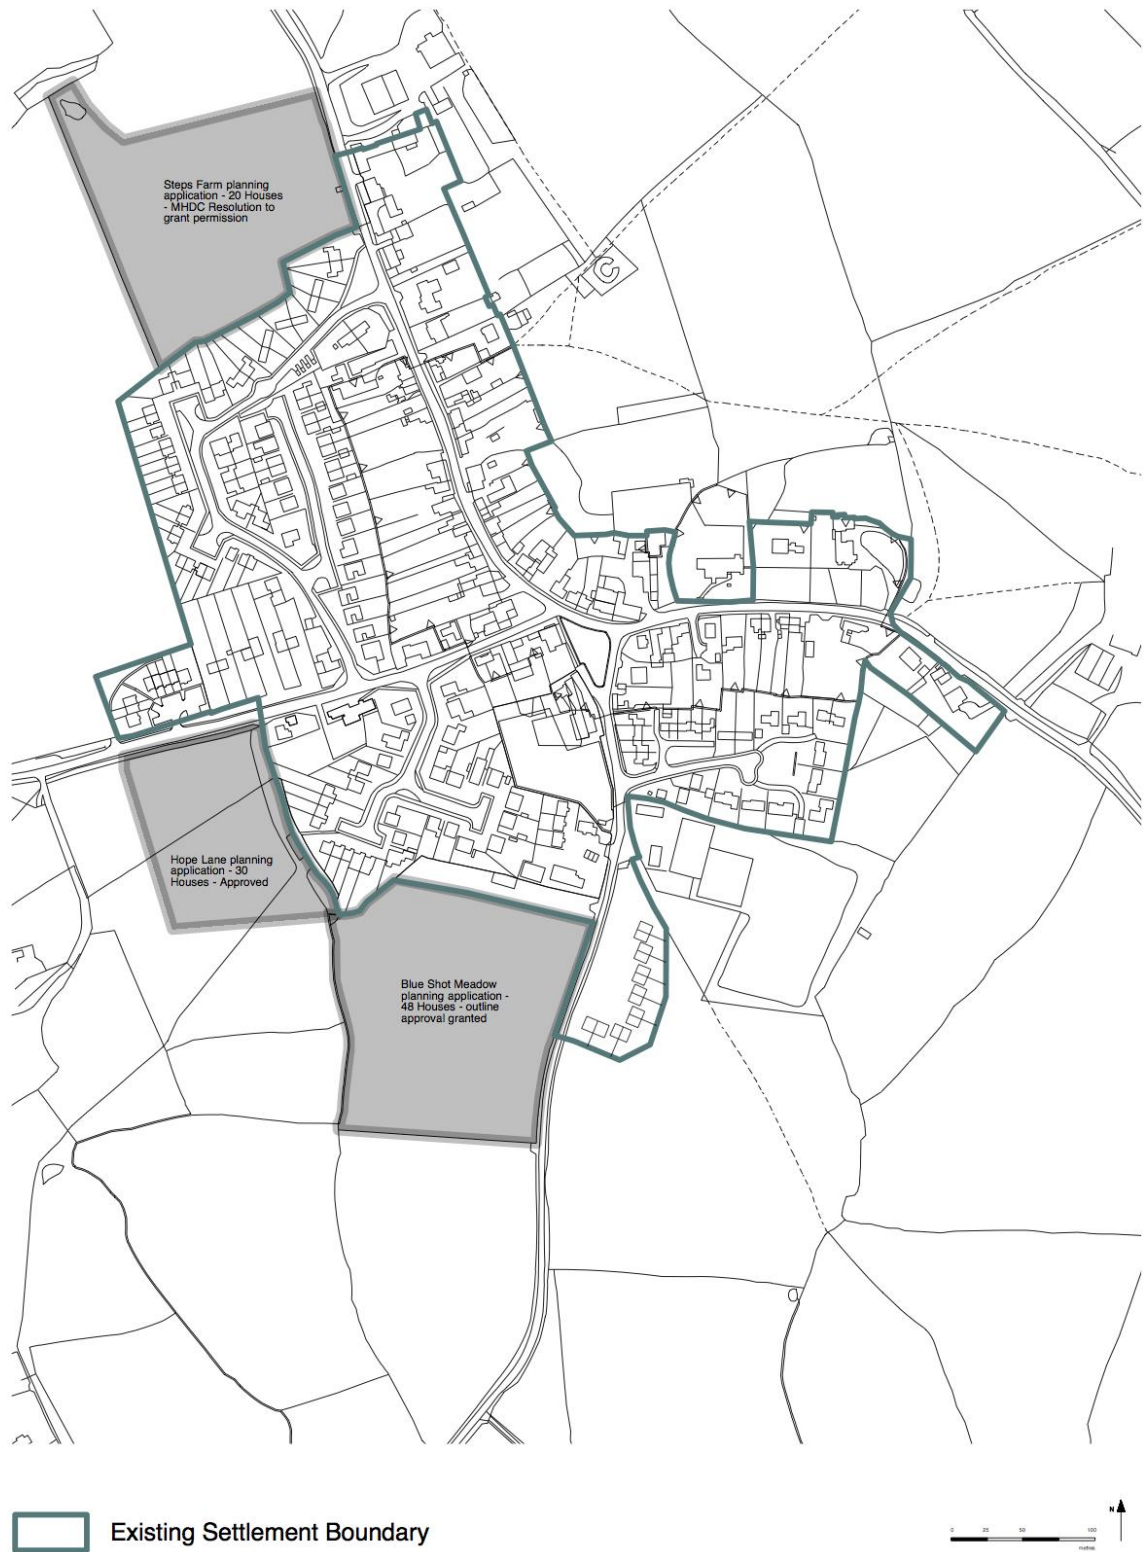 Steps Farm planning
application - 20 Houses
- MHDC Resolution to
grant permission
C
Hope Lane planning
application - 30
Houses - Approved
Blue Shot Meadow
planning application -
48 Houses - outline
approval granted
Existing Settlement Boundary
N
0 25 50 100
metres